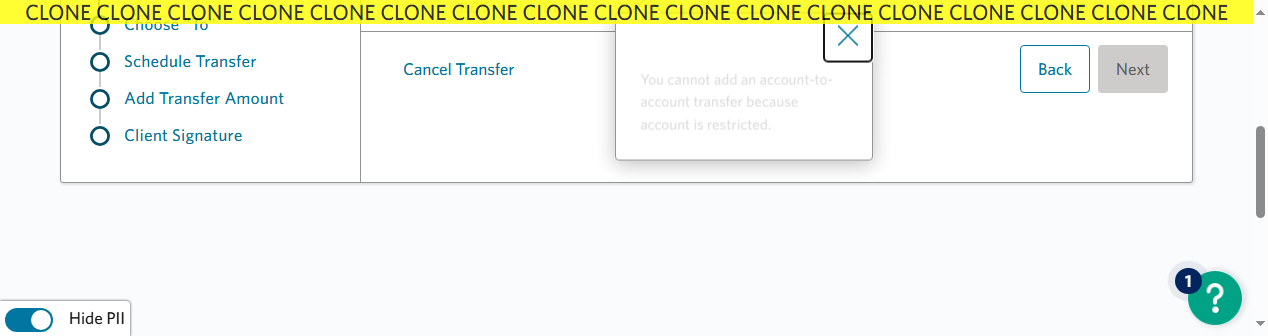 CLONE CLONE CLONE CLONE CLONE CLONE CLONE CLONE CLONE CLONE CLONE CLONE CLONE CLONE CLONE CLONE CLONE
Choose "To"
Schedule Transfer
Add Transfer Amount
Client Signature
Cancel Transfer
You cannot add an account-to-
account transfer because
account is restricted.
Back
Next
1
?
Hide PII